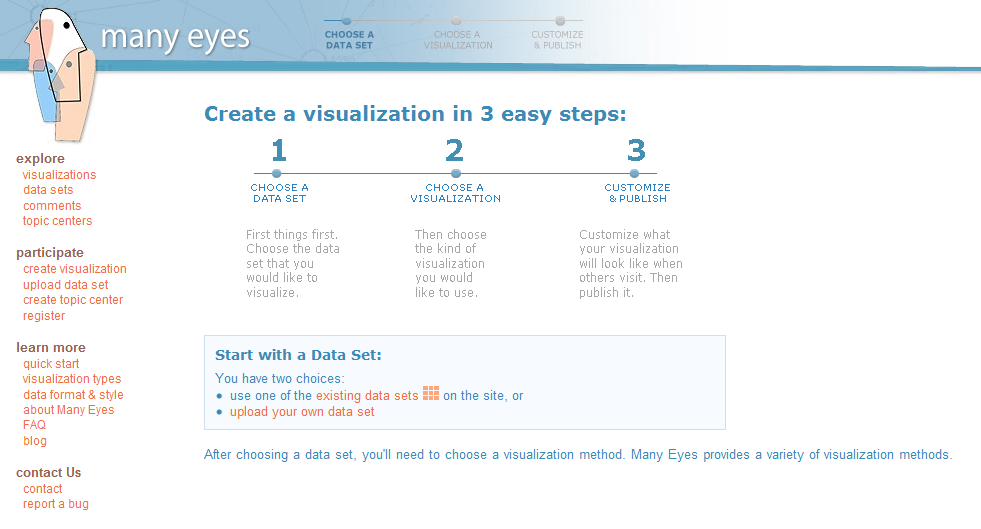 many eyes
CHOOSE A
DATA SET
CHOOSE A
VISUALIZATION
CUSTOMIZE
& PUBLISH
explore
visualizations
data sets
comments
topic centers
participate
create visualization
upload data set
create topic center
register
learn more
quick start
visualization types
data format & style
about Many Eyes
FAQ
blog
contact Us
contact
report a bug
Create a visualization in 3 easy steps:
1
CHOOSE A
DATA SET
First things first.
Choose the data
set that you
would like to
visualize.
2
CHOOSE A
VISUALIZATION
Then choose
the kind of
visualization
you would
like to use.
3
CUSTOMIZE
& PUBLISH
Customize what
your visualization
will look like when
others visit. Then
publish it.
Start with a Data Set:
You have two choices:
• use one of the existing data sets on the site, or
• upload your own data set
After choosing a data set, you'll need to choose a visualization method. Many Eyes provides a variety of visualization methods.